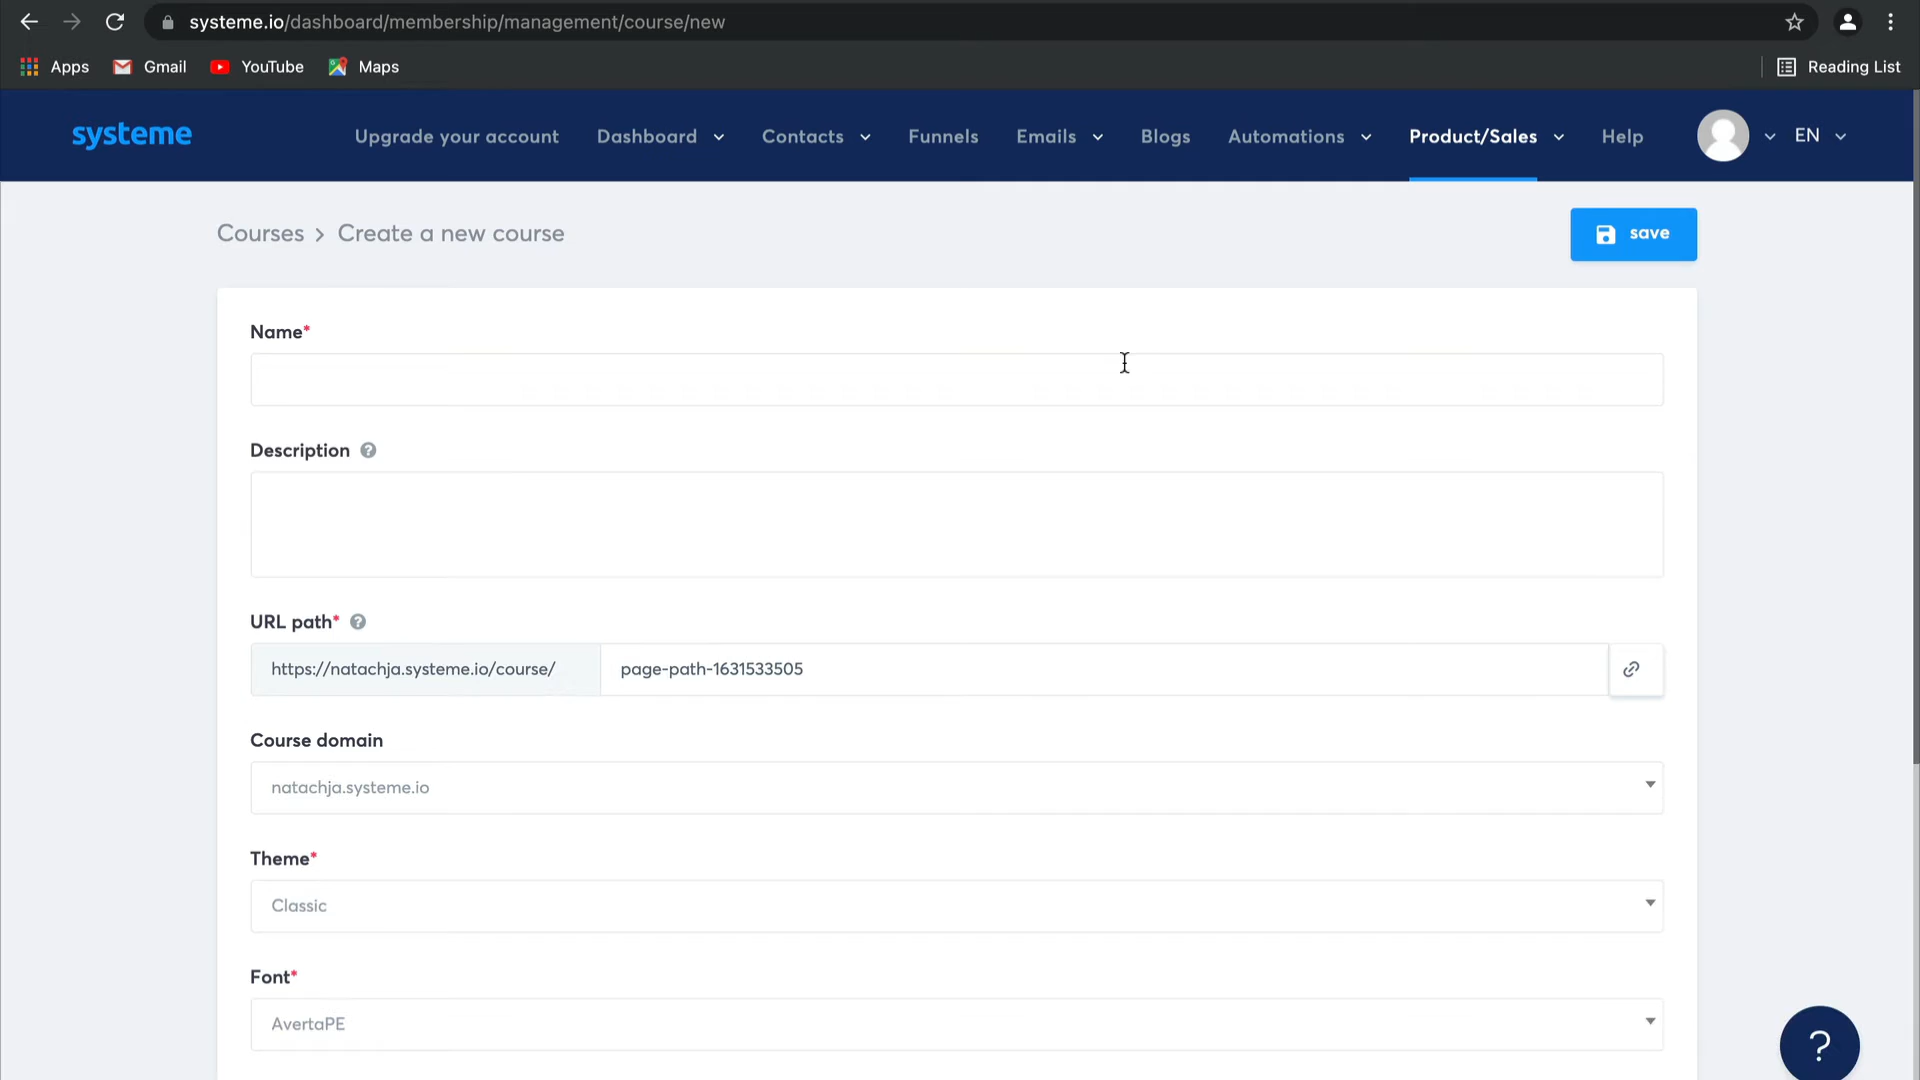 systeme.io/dashboard/membership/management/course/new
Apps Gmail YouTube Maps Reading List
systeme Upgrade your account Dashboard Contacts Funnels Emails Blogs Automations Product/Sales Help EN
Courses > Create a new course save
Name*
Description ?
URL path* ?
https://natachja.systeme.io/course/ page-path-1631533505
Course domain
natachja.systeme.io
Theme*
Classic
Font*
AvertaPE
?